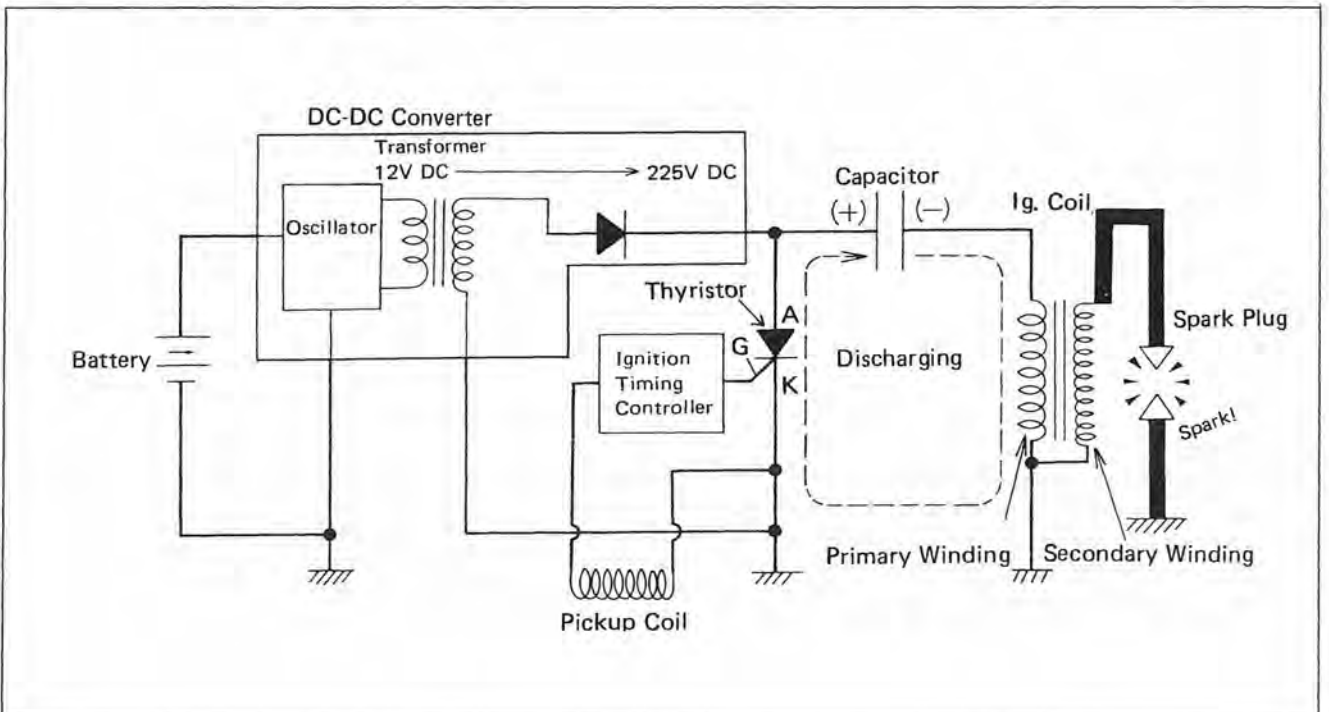 DC-DC Converter
Transformer
12V DC → 225V DC
Oscillator
Battery
Capacitor
(+) (−)
Ig. Coil
Thyristor
A
G
K
Ignition
Timing
Controller
Discharging
Spark Plug
Spark!
Primary Winding
Secondary Winding
Pickup Coil